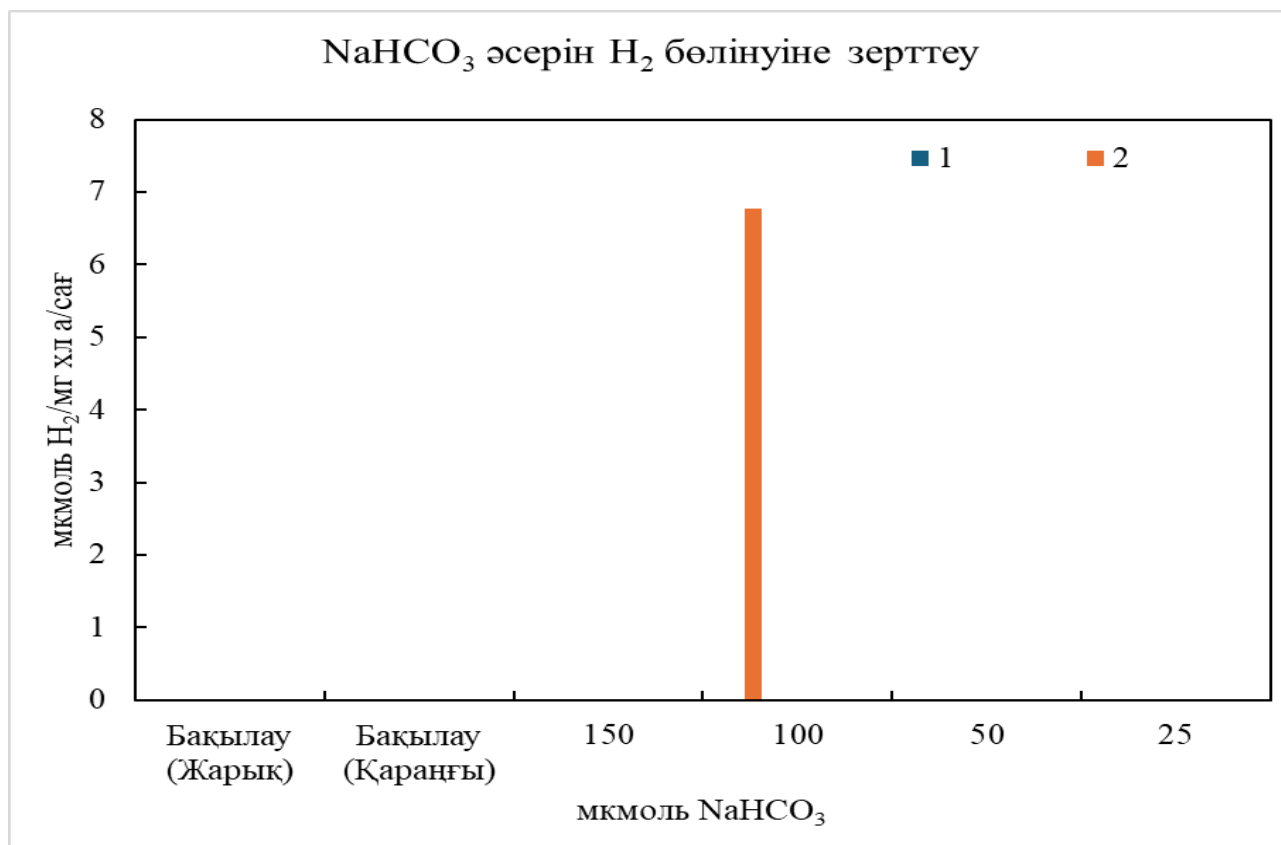 NaHCO₃ әсерін H₂ бөлінуіне зерттеу
8
1
2
7
6
5
4
3
2
1
0
мкмоль H₂/мг хл а/сағ
Бақылау
(Жарық)
Бақылау
(Қараңғы)
150
100
50
25
мкмоль NaHCO₃